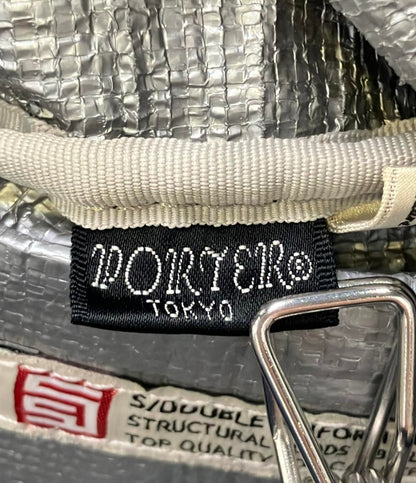 PORTER®
TOKYO
S/DOUBLE
STRUCTURAL
TOP QUALITY